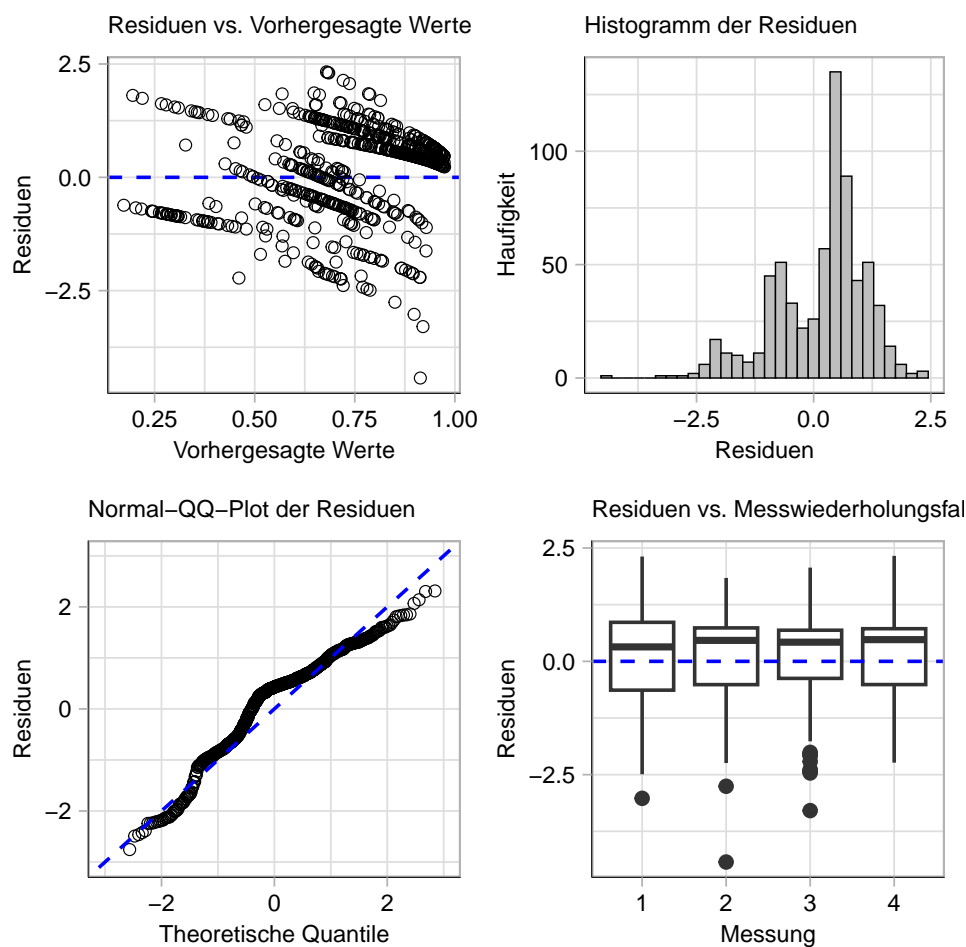 Residuen vs. Vorhergesagte Werte
2.5
0.0
−2.5
Residuen
0.25
0.50
0.75
1.00
Vorhergesagte Werte
Histogramm der Residuen
100
50
0
Haufigkeit
−2.5
0.0
2.5
Residuen
Normal−QQ−Plot der Residuen
2
0
−2
Residuen
−2
0
2
Theoretische Quantile
Residuen vs. Messwiederholungsfal
2.5
0.0
−2.5
Residuen
1
2
3
4
Messung